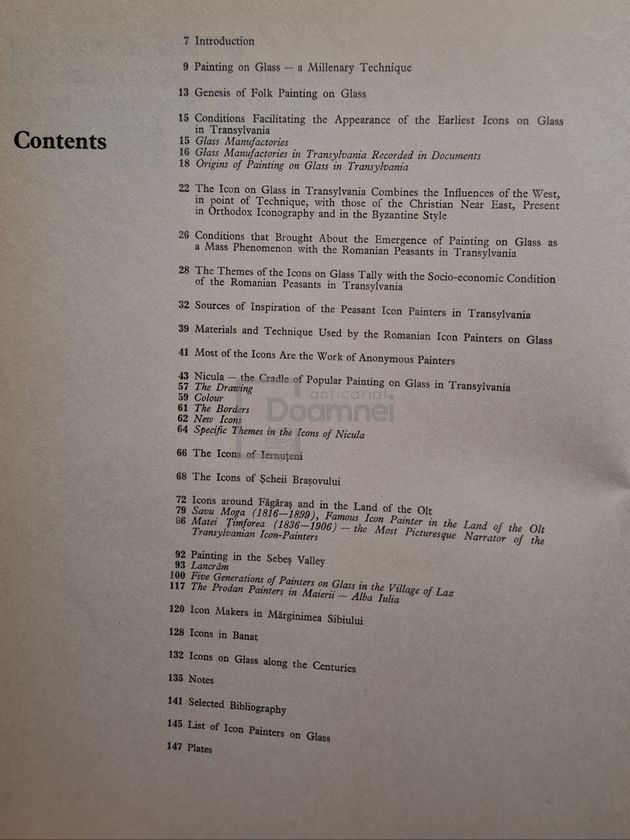 Contents
7 Introduction
9 Painting on Glass — a Millenary Technique
13 Genesis of Folk Painting on Glass
15 Conditions Facilitating the Appearance of the Earliest Icons on Glass
in Transylvania
15 Glass Manufactories
16 Glass Manufactories in Transylvania Recorded in Documents
18 Origins of Painting on Glass in Transylvania
22 The Icon on Glass in Transylvania Combines the Influences of the West,
in point of Technique, with those of the Christian Near East, Present
in Orthodox Iconography and in the Byzantine Style
26 Conditions that Brought About the Emergence of Painting on Glass as
a Mass Phenomenon with the Romanian Peasants in Transylvania
28 The Themes of the Icons on Glass Tally with the Socio-economic Condition
of the Romanian Peasants in Transylvania
32 Sources of Inspiration of the Peasant Icon Painters in Transylvania
39 Materials and Technique Used by the Romanian Icon Painters on Glass
41 Most of the Icons Are the Work of Anonymous Painters
43 Nicula — the Cradle of Popular Painting on Glass in Transylvania
57 The Drawing
59 Colour
61 The Borders
62 New Icons
64 Specific Themes in the Icons of Nicula
66 The Icons of Iernuțeni
68 The Icons of Șcheii Brașovului
72 Icons around Făgăraș and in the Land of the Olt
79 Savu Moga (1816—1899), Famous Icon Painter in the Land of the Olt
86 Matei Țimforea (1836—1906) — the Most Picturesque Narrator of the
Transylvanian Icon-Painters
92 Painting in the Sebeș Valley
93 Lancrăm
100 Five Generations of Painters on Glass in the Village of Laz
117 The Prodan Painters in Maierii — Alba Iulia
120 Icon Makers in Mărginimea Sibiului
128 Icons in Banat
132 Icons on Glass along the Centuries
135 Notes
141 Selected Bibliography
145 List of Icon Painters on Glass
147 Plates
anticariat
Doamnei